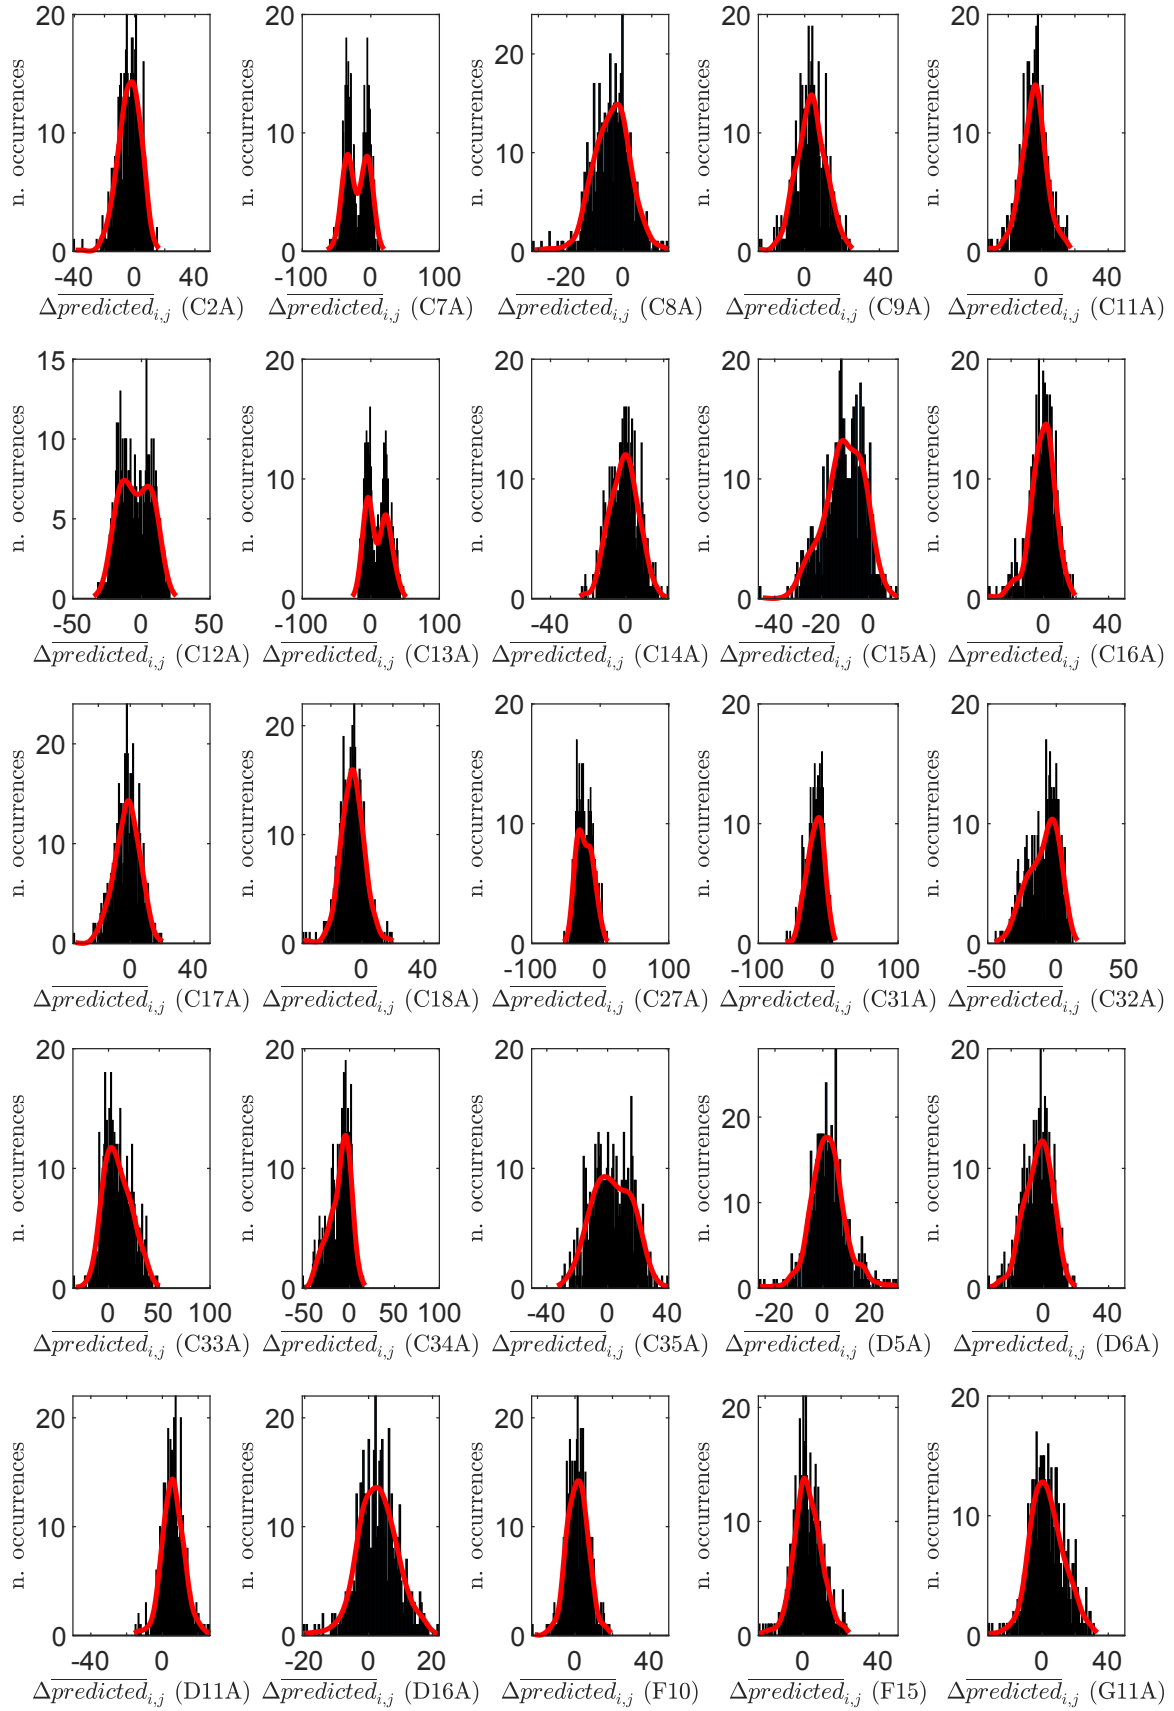 20 20 20 20 20
n. occurrences n. occurrences n. occurrences n. occurrences n. occurrences
10 10 10 10 10
0 0 0 0 0
-40 0 40 -100 0 100 -20 0 0 40 0 40
Δpredicted_{i,j} (C2A) Δpredicted_{i,j} (C7A) Δpredicted_{i,j} (C8A) Δpredicted_{i,j} (C9A) Δpredicted_{i,j} (C11A)
15 20 20 20 20
n. occurrences n. occurrences n. occurrences n. occurrences n. occurrences
10 10 10 10 10
5
0 0 0 0 0
-50 0 50 -100 0 100 -40 0 -40 -20 0 0 40
Δpredicted_{i,j} (C12A) Δpredicted_{i,j} (C13A) Δpredicted_{i,j} (C14A) Δpredicted_{i,j} (C15A) Δpredicted_{i,j} (C16A)
20 20 20 20 20
n. occurrences n. occurrences n. occurrences n. occurrences n. occurrences
10 10 10 10 10
0 0 0 0 0
0 40 0 40 -100 0 100 -100 0 100 -50 0 50
Δpredicted_{i,j} (C17A) Δpredicted_{i,j} (C18A) Δpredicted_{i,j} (C27A) Δpredicted_{i,j} (C31A) Δpredicted_{i,j} (C32A)
20 20 20 20 20
n. occurrences n. occurrences n. occurrences n. occurrences n. occurrences
10 10 10 10 10
0 0 0 0 0
0 50 100 -50 0 50 100 -40 0 40 -20 0 20 0 40
Δpredicted_{i,j} (C33A) Δpredicted_{i,j} (C34A) Δpredicted_{i,j} (C35A) Δpredicted_{i,j} (D5A) Δpredicted_{i,j} (D6A)
20 20 20 20 20
n. occurrences n. occurrences n. occurrences n. occurrences n. occurrences
10 10 10 10 10
0 0 0 0 0
-40 0 -20 0 20 0 40 0 40 0 40
Δpredicted_{i,j} (D11A) Δpredicted_{i,j} (D16A) Δpredicted_{i,j} (F10) Δpredicted_{i,j} (F15) Δpredicted_{i,j} (G11A)